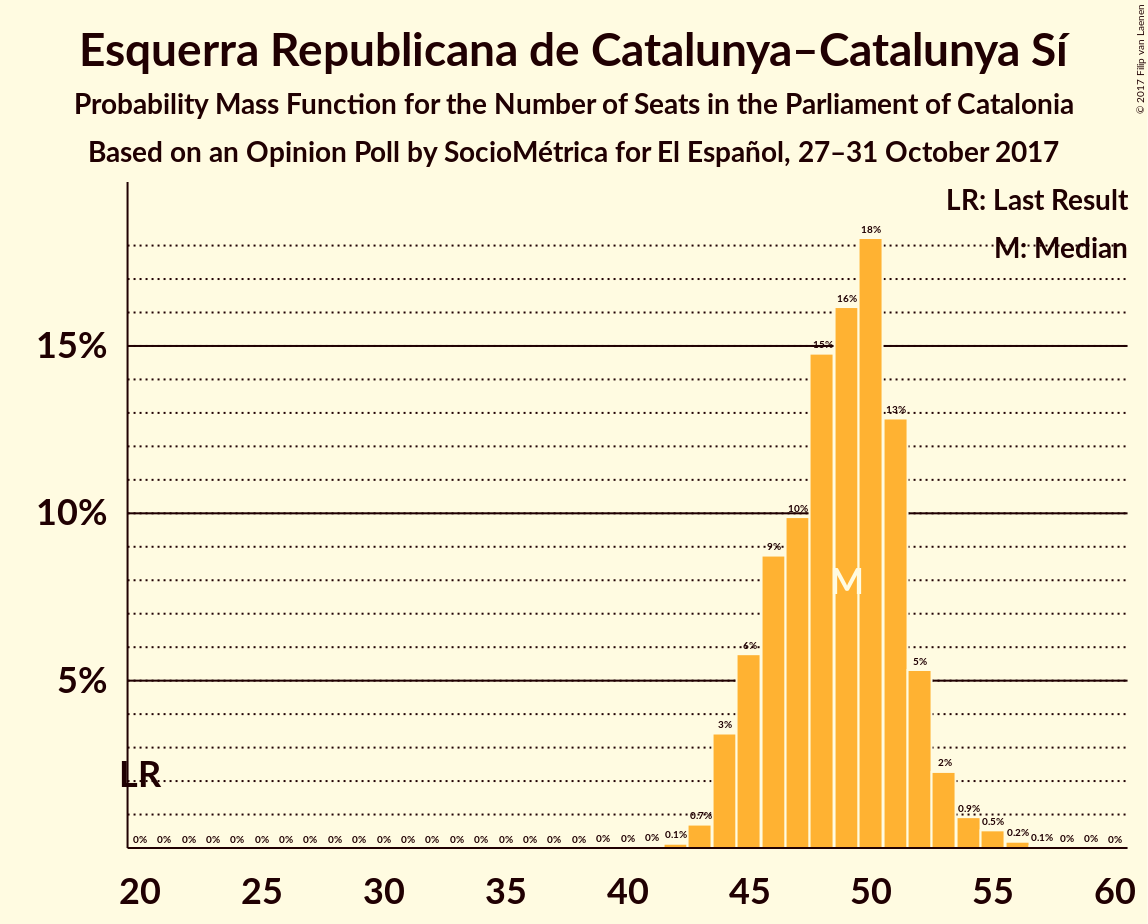 Esquerra Republicana de Catalunya–Catalunya Sí
Probability Mass Function for the Number of Seats in the Parliament of Catalonia
Based on an Opinion Poll by SocioMétrica for El Español, 27–31 October 2017
© 2017 Filip van Laenen
LR: Last Result
M: Median
18%
16%
15%
15%
13%
10%
10%
9%
M
6%
5%
5%
3%
2%
LR
0% 0% 0% 0% 0% 0% 0% 0% 0% 0% 0% 0% 0% 0% 0% 0% 0% 0% 0% 0% 0% 0% 0.1% 0.7% 0.9% 0.5% 0.2% 0.1% 0% 0% 0%
20 25 30 35 40 45 50 55 60